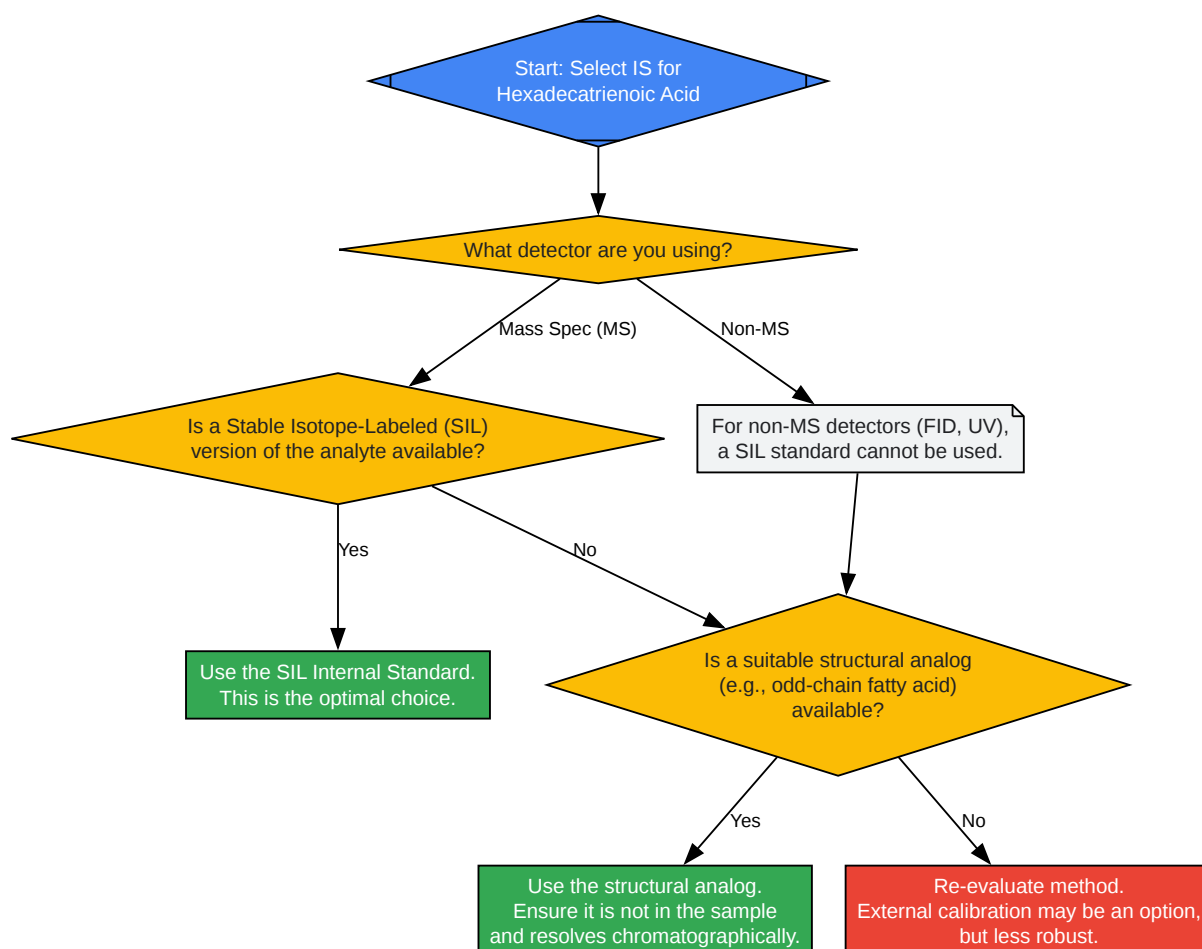 Start: Select IS for
Hexadecatrienoic Acid
What detector are you using?
Mass Spec (MS)
Non-MS
Is a Stable Isotope-Labeled (SIL)
version of the analyte available?
For non-MS detectors (FID, UV),
a SIL standard cannot be used.
Yes
No
Use the SIL Internal Standard.
This is the optimal choice.
Is a suitable structural analog
(e.g., odd-chain fatty acid)
available?
Yes
No
Use the structural analog.
Ensure it is not in the sample
and resolves chromatographically.
Re-evaluate method.
External calibration may be an option,
but less robust.